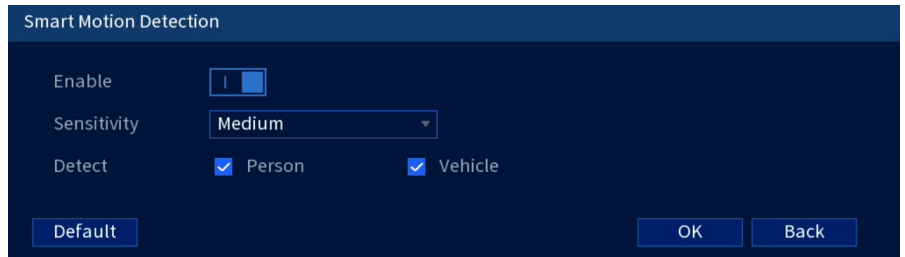 Smart Motion Detection
Enable
Sensitivity Medium
Detect Person Vehicle
Default OK Back